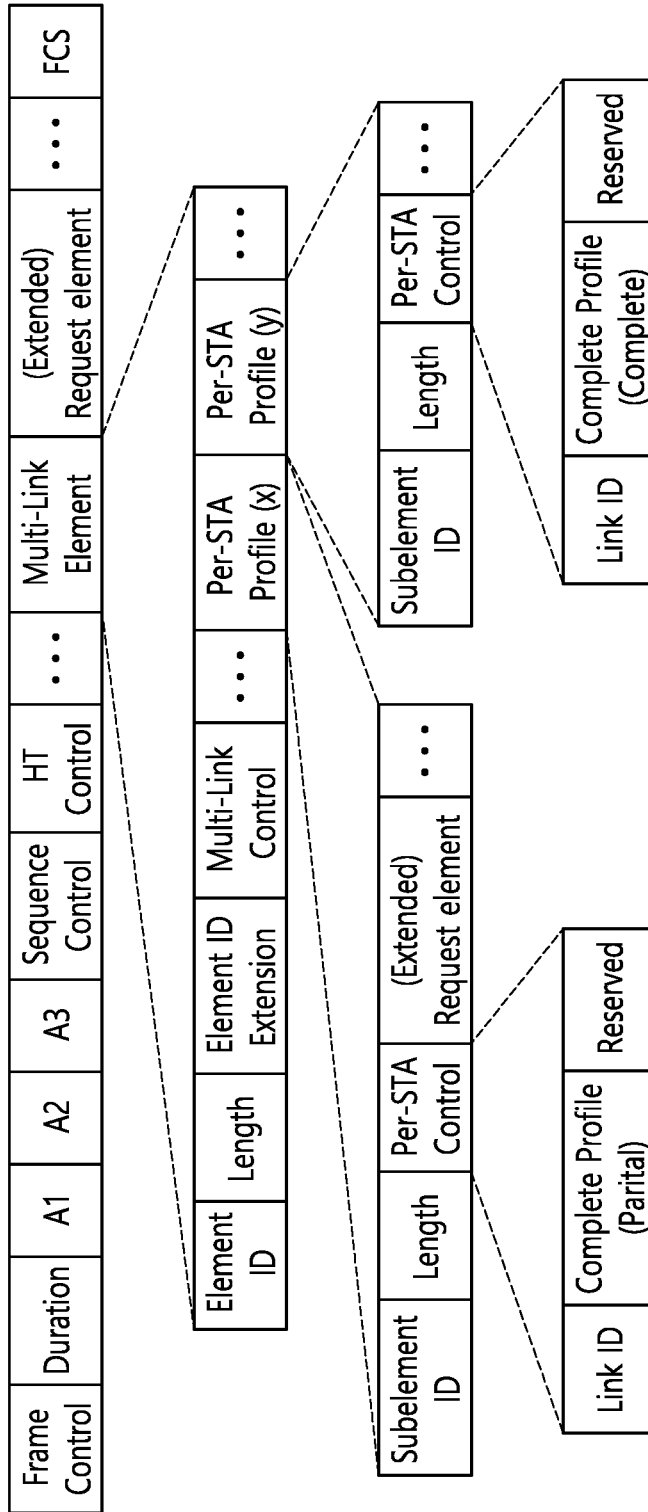 Frame
Control
Duration
A1
A2
A3
Sequence
Control
HT
Control
...
Multi-Link
Element
(Extended)
Request element
...
FCS
Element
ID
Length
Element ID
Extension
Multi-Link
Control
...
Per-STA
Profile (x)
Per-STA
Profile (y)
...
Subelement
ID
Length
Per-STA
Control
(Extended)
Request element
...
Subelement
ID
Length
Per-STA
Control
...
Link ID
Complete Profile
(Parital)
Reserved
Link ID
Complete Profile
(Complete)
Reserved